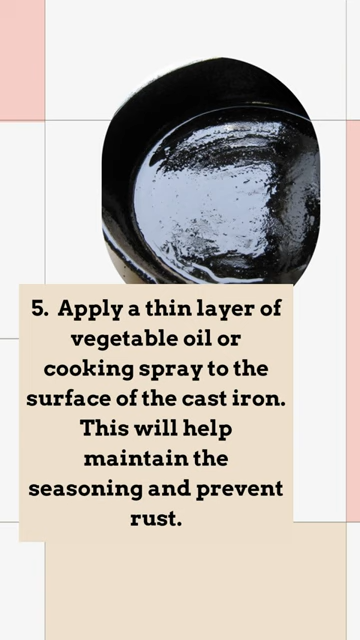 5. Apply a thin layer of
vegetable oil or
cooking spray to the
surface of the cast iron.
This will help
maintain the
seasoning and prevent
rust.